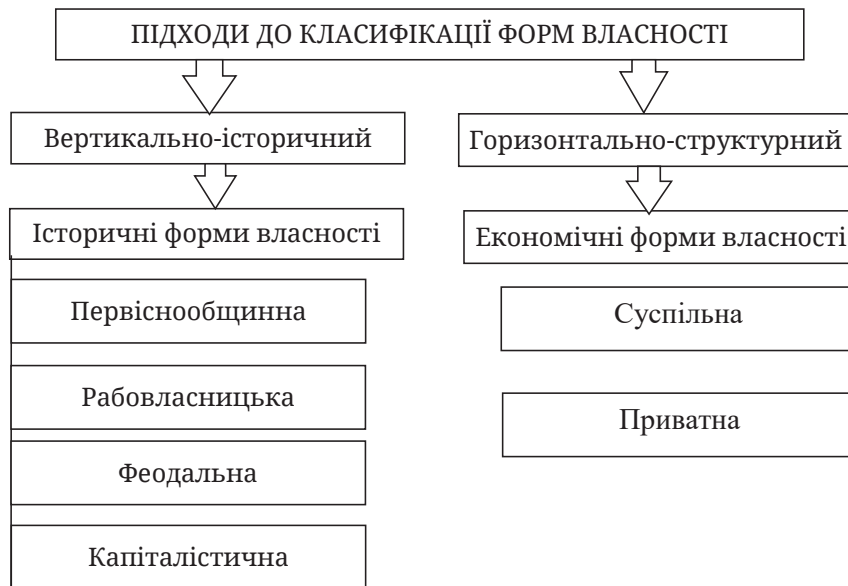 ПІДХОДИ ДО КЛАСИФІКАЦІЇ ФОРМ ВЛАСНОСТІ
Вертикально-історичний
Горизонтально-структурний
Історичні форми власності
Економічні форми власності
Первіснообщинна
Суспільна
Рабовласницька
Приватна
Феодальна
Капіталістична